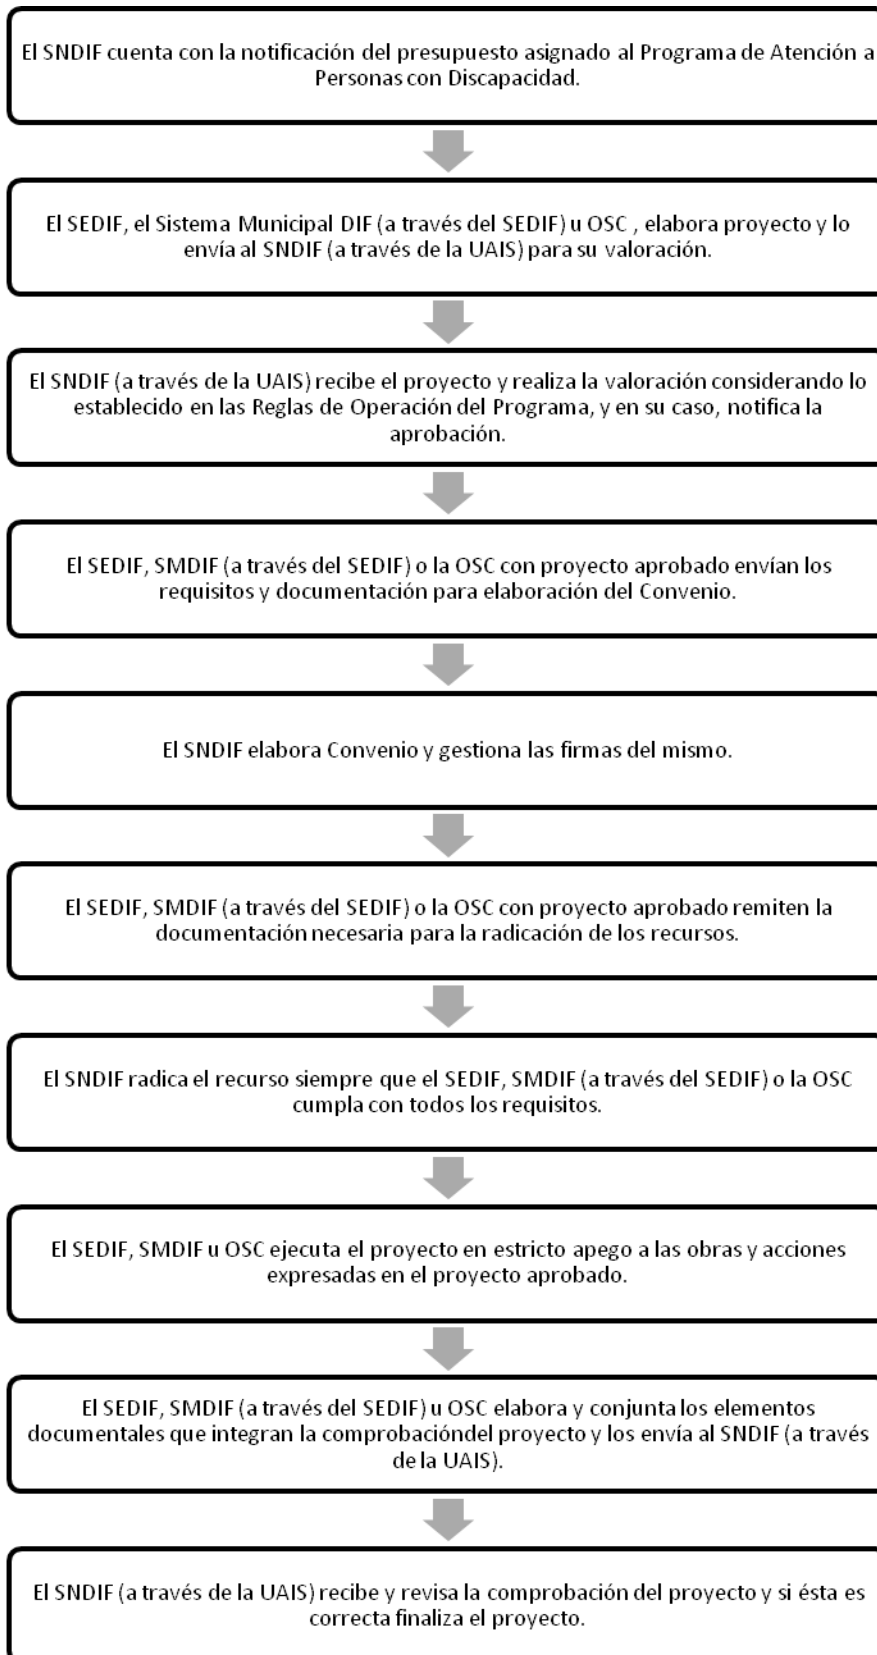 El SNDIF cuenta con la notificación del presupuesto asignado al Programa de Atención a
Personas con Discapacidad.
El SEDIF, el Sistema Municipal DIF (a través del SEDIF) u OSC , elabora proyecto y lo
envía al SNDIF (a través de la UAIS) para su valoración.
El SNDIF (a través de la UAIS) recibe el proyecto y realiza la valoración considerando lo
establecido en las Reglas de Operación del Programa, y en su caso, notifica la
aprobación.
El SEDIF, SMDIF (a través del SEDIF) o la OSC con proyecto aprobado envían los
requisitos y documentación para elaboración del Convenio.
El SNDIF elabora Convenio y gestiona las firmas del mismo.
El SEDIF, SMDIF (a través del SEDIF) o la OSC con proyecto aprobado remiten la
documentación necesaria para la radicación de los recursos.
El SNDIF radica el recurso siempre que el SEDIF, SMDIF (a través del SEDIF) o la OSC
cumpla con todos los requisitos.
El SEDIF, SMDIF u OSC ejecuta el proyecto en estricto apego a las obras y acciones
expresadas en el proyecto aprobado.
El SEDIF, SMDIF (a través del SEDIF) u OSC elabora y conjunta los elementos
documentales que integran la comprobacióndel proyecto y los envía al SNDIF (a través
de la UAIS).
El SNDIF (a través de la UAIS) recibe y revisa la comprobación del proyecto y si ésta es
correcta finaliza el proyecto.